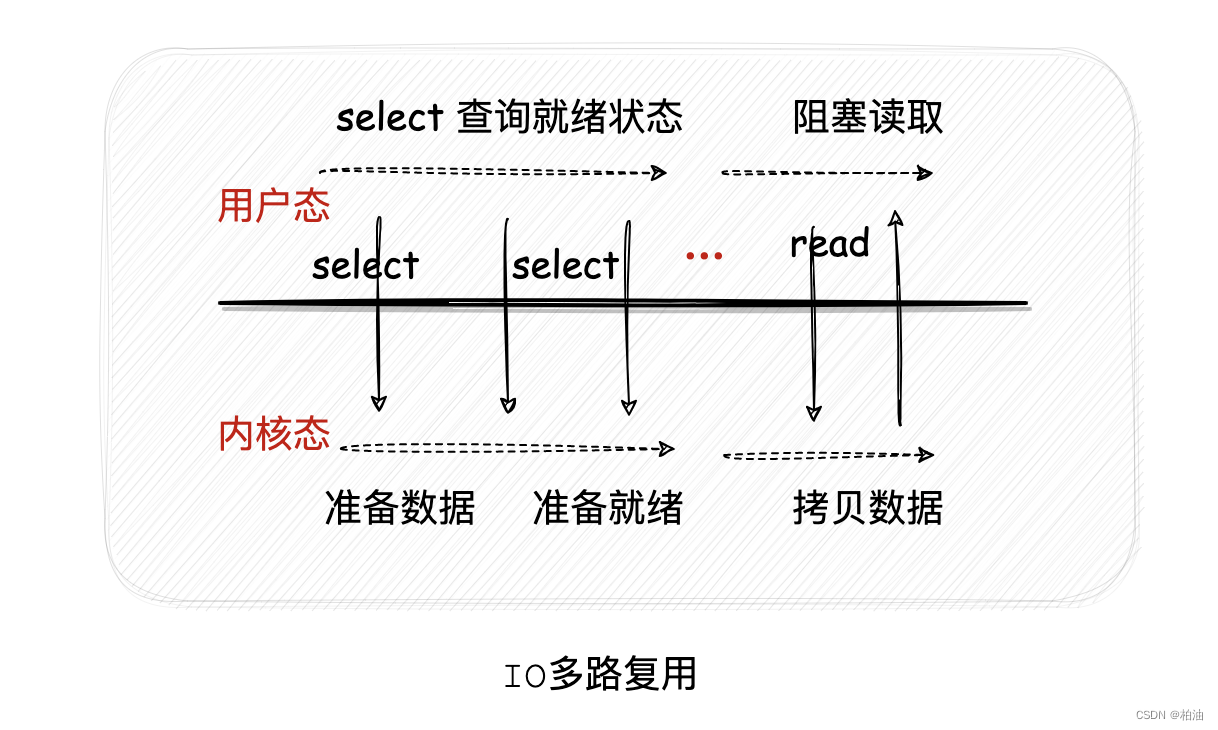 select 查询就绪状态
阻塞读取
用户态
select
select
...
read
内核态
准备数据
准备就绪
拷贝数据
IO多路复用
CSDN @柏油